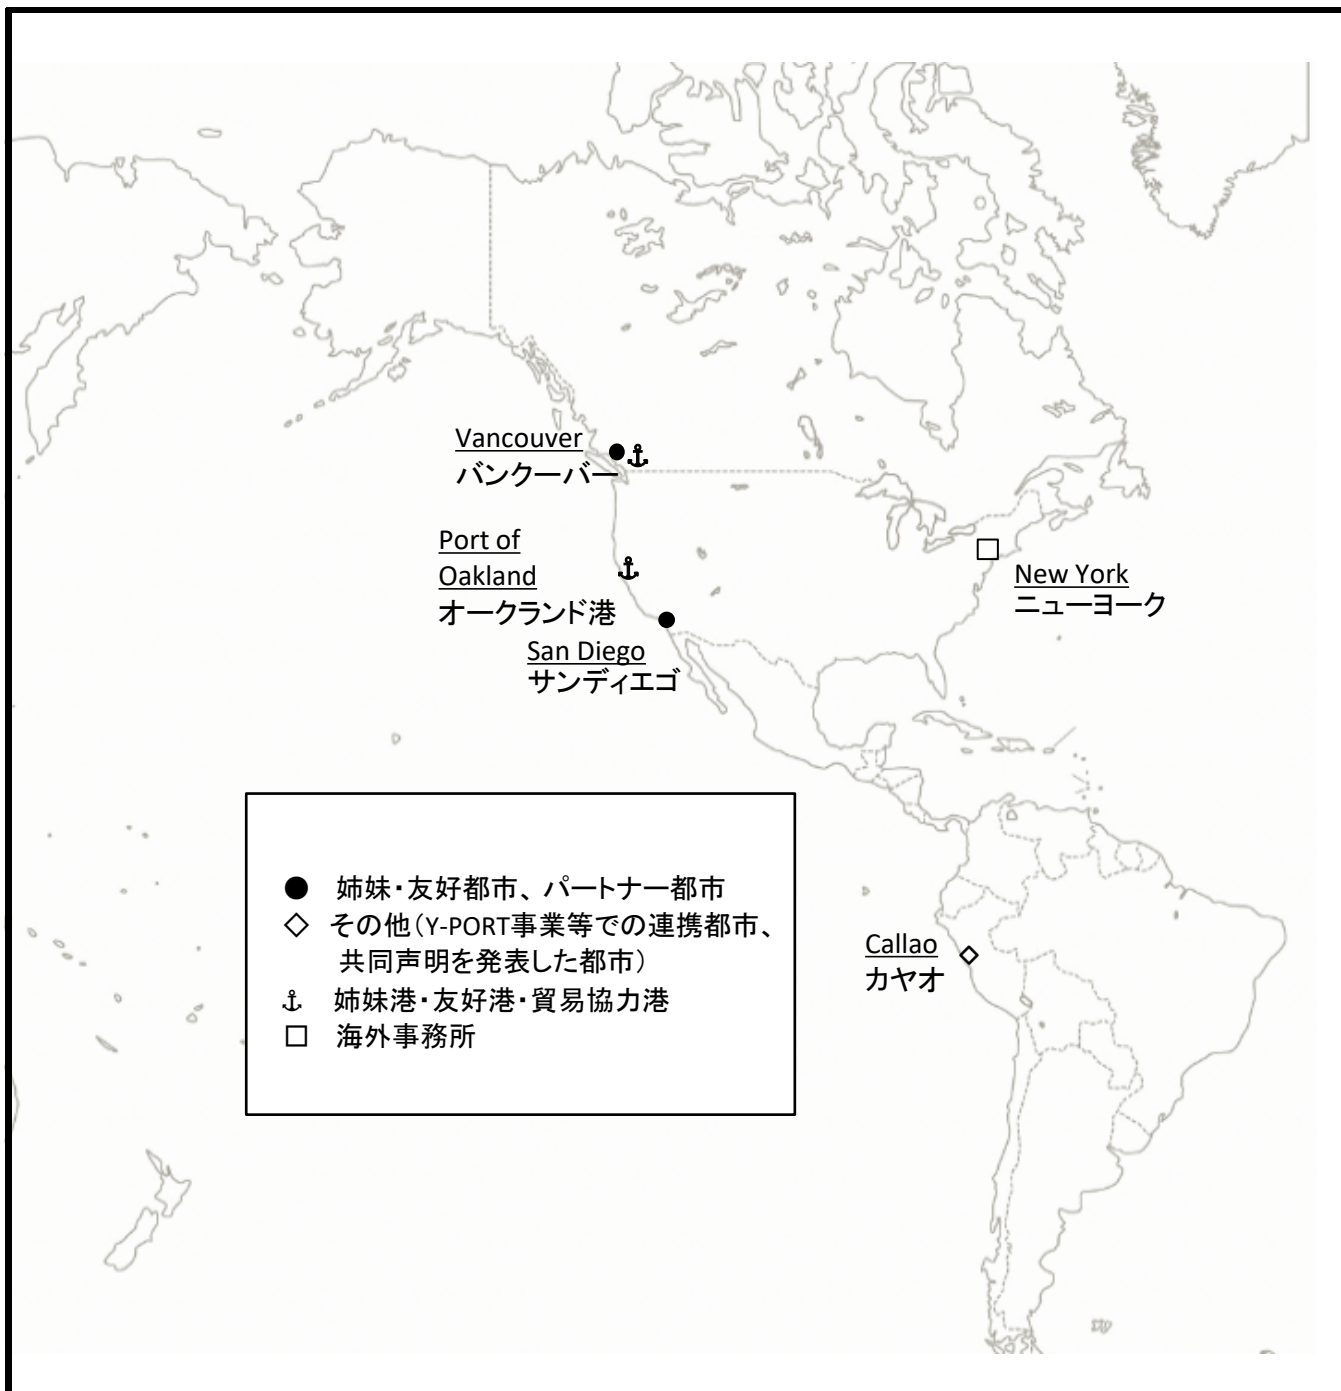 Vancouver
バンクーバー
Port of
Oakland
オークランド港
San Diego
サンディエゴ
New York
ニューヨーク
姉妹・友好都市、パートナー都市
その他(Y-PORT事業等での連携都市、
共同声明を発表した都市)
姉妹港・友好港・貿易協力港
海外事務所
Callao
カヤオ